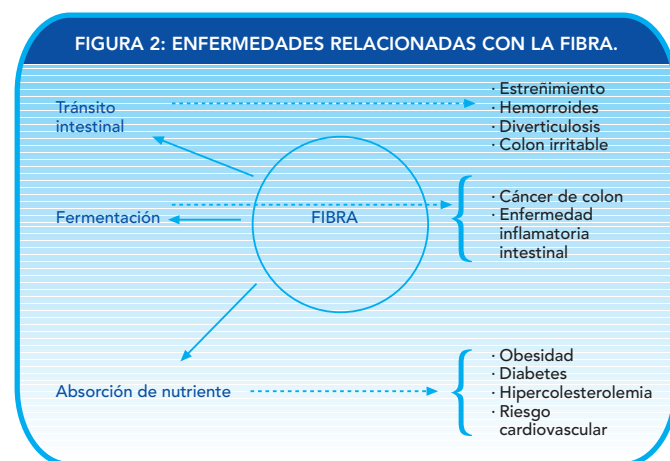 FIGURA 2: ENFERMEDADES RELACIONADAS CON LA FIBRA.
Tránsito
intestinal
· Estreñimiento
· Hemorroides
· Diverticulosis
· Colon irritable
Fermentación
FIBRA
· Cáncer de colon
· Enfermedad
inflamatoria
intestinal
Absorción de nutriente
· Obesidad
· Diabetes
· Hipercolesterolemia
· Riesgo
cardiovascular